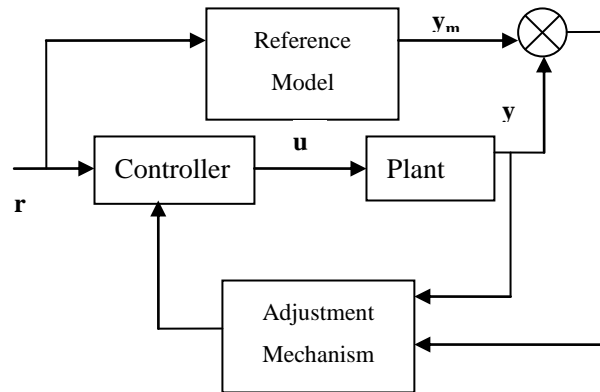 Reference
Model
y_m
y
u
Controller
Plant
r
Adjustment
Mechanism